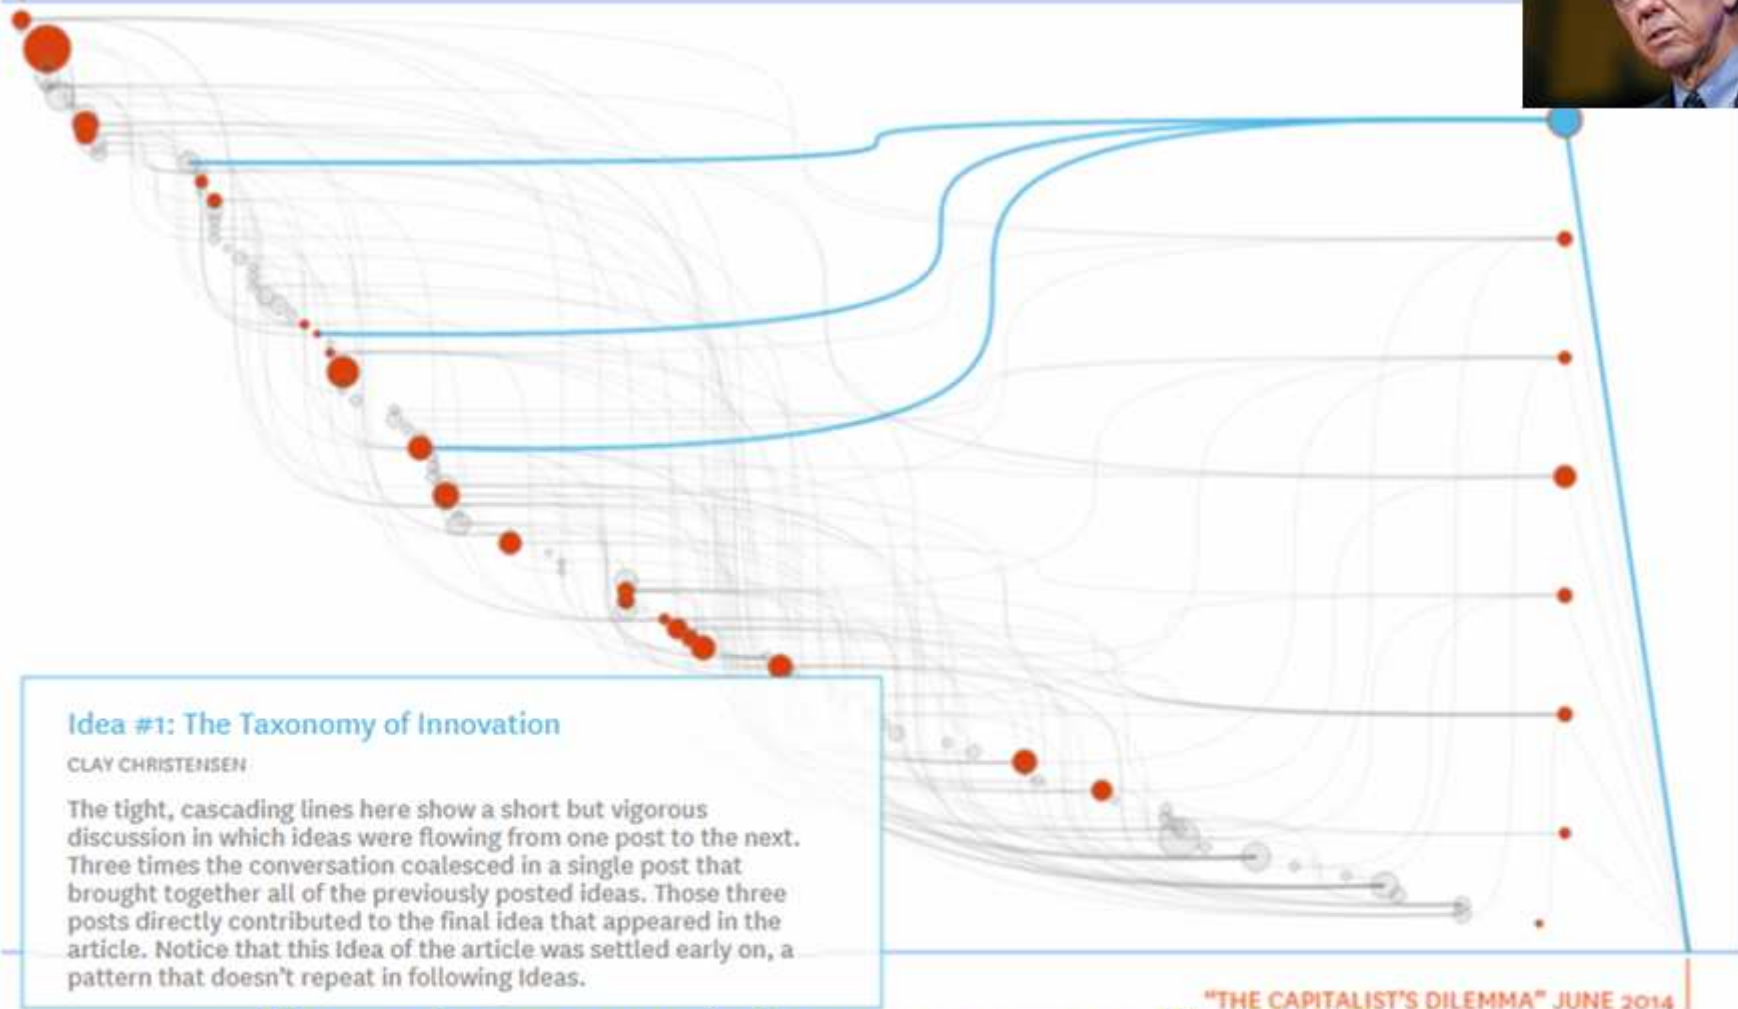 Idea #1: The Taxonomy of Innovation
CLAY CHRISTENSEN
The tight, cascading lines here show a short but vigorous
discussion in which ideas were flowing from one post to the next.
Three times the conversation coalesced in a single post that
brought together all of the previously posted ideas. Those three
posts directly contributed to the final idea that appeared in the
article. Notice that this Idea of the article was settled early on, a
pattern that doesn't repeat in following Ideas.
"THE CAPITALIST'S DILEMMA" JUNE 2014